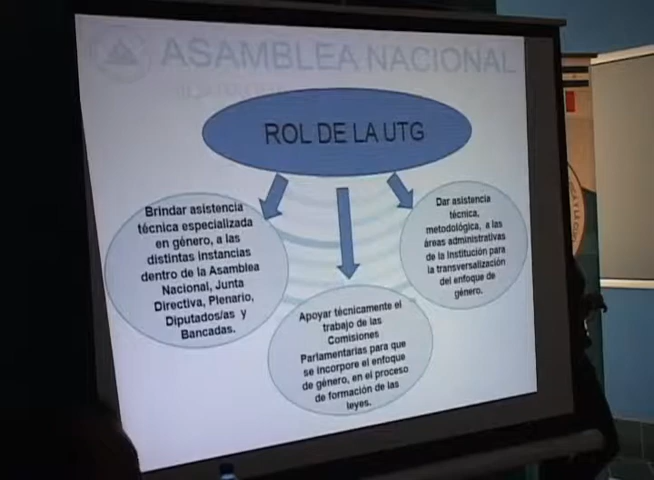 ASAMBLEA NACIONAL
ROL DE LA UTG
Brindar asistencia
técnica especializada
en género, a las
distintas instancias
dentro de la Asamblea
Nacional, Junta
Directiva, Plenario,
Diputados/as y
Bancadas.
Apoyar técnicamente el
trabajo de las
Comisiones
Parlamentarias para que
se incorpore el enfoque
de género, en el proceso
de formación de las
leyes.
Dar asistencia
técnica,
metodológica, a las
áreas administrativas
de la Institución para
la transversalización
del enfoque de
género.